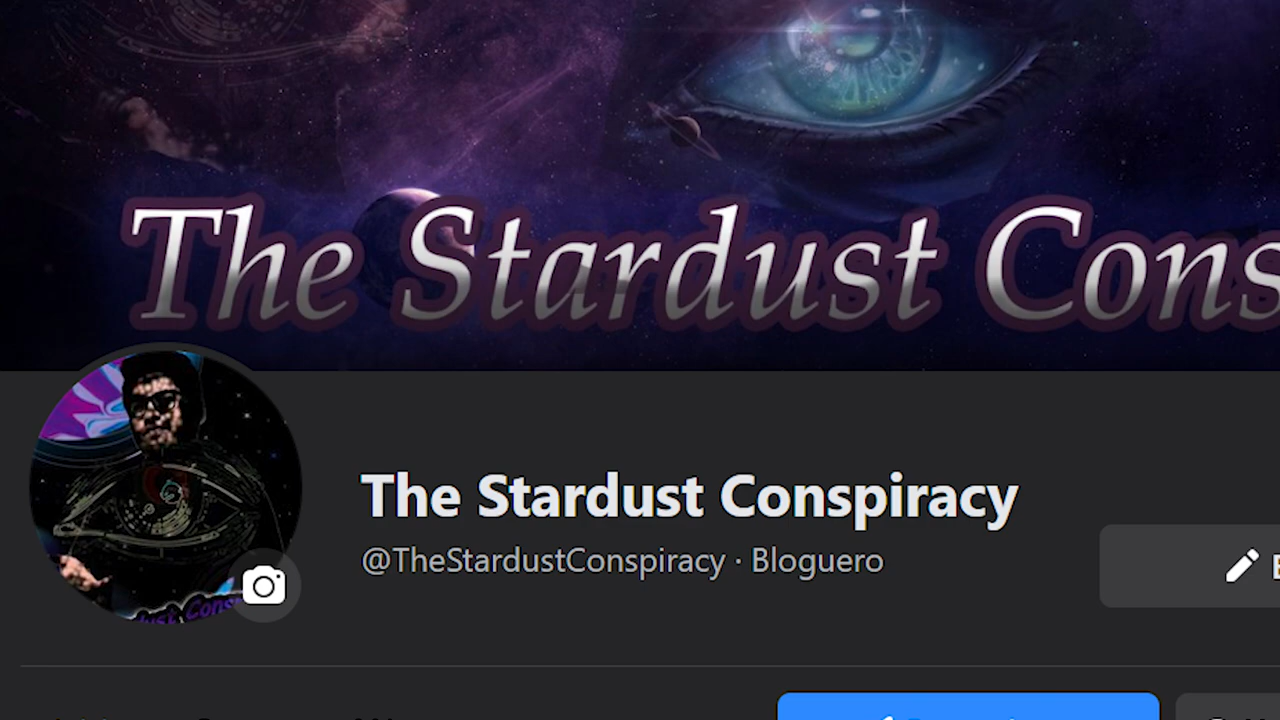 The Stardust Cons
The Stardust Conspiracy
@TheStardustConspiracy · Bloguero